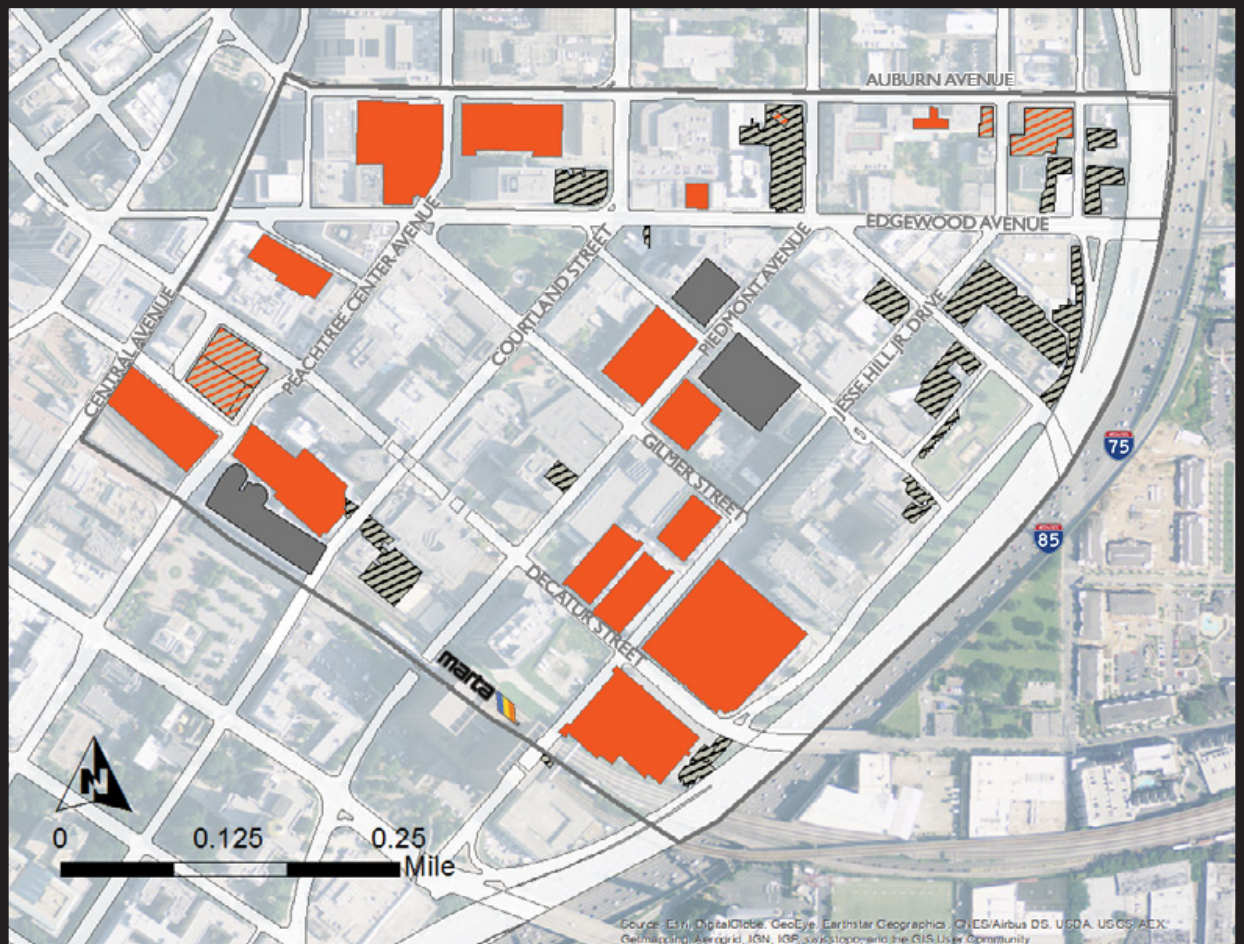 AUBURN AVENUE
EDGEWOOD AVENUE
PEACHTREE CENTER AVENUE
COURTLAND STREET
PIEDMONT AVENUE
CENTRAL AVENUE
JESSE HILL JR. DRIVE
GILMER STREET
75
85
DECATUR STREET
marta
N
0 0.125 0.25
Mile
Source: Esri, DigitalGlobe, GeoEye, Earthstar Geographics, CNES/Airbus DS, USDA, USGS, AEX,
Getmapping, Aerogrid, IGN, IGP, swisstopo, and the GIS User Community